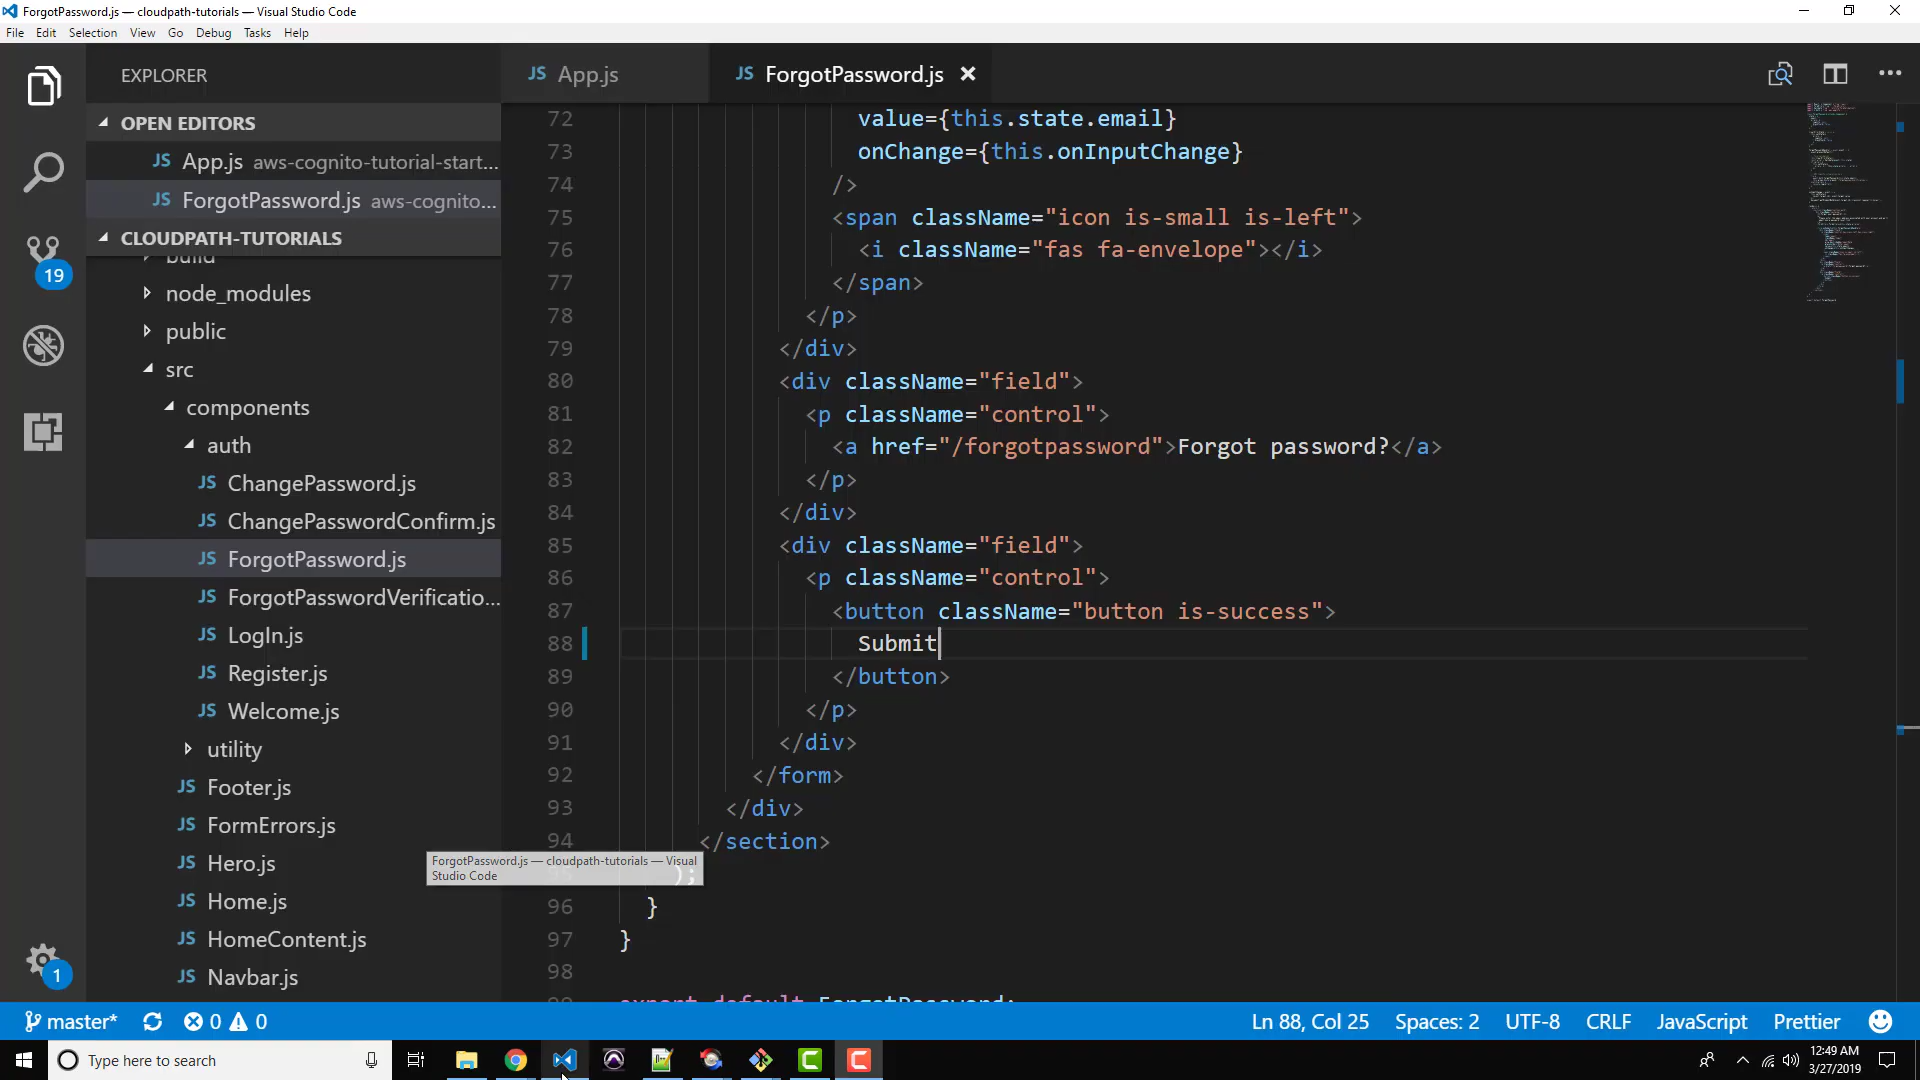 ForgotPassword.js — cloudpath-tutorials — Visual Studio Code
File Edit Selection View Go Debug Tasks Help
EXPLORER
OPEN EDITORS
JS App.js aws-cognito-tutorial-start...
JS ForgotPassword.js aws-cognito...
CLOUDPATH-TUTORIALS
build
node_modules
public
src
components
auth
JS ChangePassword.js
JS ChangePasswordConfirm.js
JS ForgotPassword.js
JS ForgotPasswordVerificatio...
JS LogIn.js
JS Register.js
JS Welcome.js
utility
JS Footer.js
JS FormErrors.js
JS Hero.js
JS Home.js
JS HomeContent.js
JS Navbar.js
19
1
JS App.js
JS ForgotPassword.js
72 value={this.state.email}
73 onChange={this.onInputChange}
74 />
75 <span className="icon is-small is-left">
76 <i className="fas fa-envelope"></i>
77 </span>
78 </p>
79 </div>
80 <div className="field">
81 <p className="control">
82 <a href="/forgotpassword">Forgot password?</a>
83 </p>
84 </div>
85 <div className="field">
86 <p className="control">
87 <button className="button is-success">
88 Submit
89 </button>
90 </p>
91 </div>
92 </form>
93 </div>
94 </section>
);
96 }
97 }
98
export default ForgotPassword;
ForgotPassword.js — cloudpath-tutorials — Visual
Studio Code
master* 0 0
Ln 88, Col 25 Spaces: 2 UTF-8 CRLF JavaScript Prettier
Type here to search
12:49 AM
3/27/2019